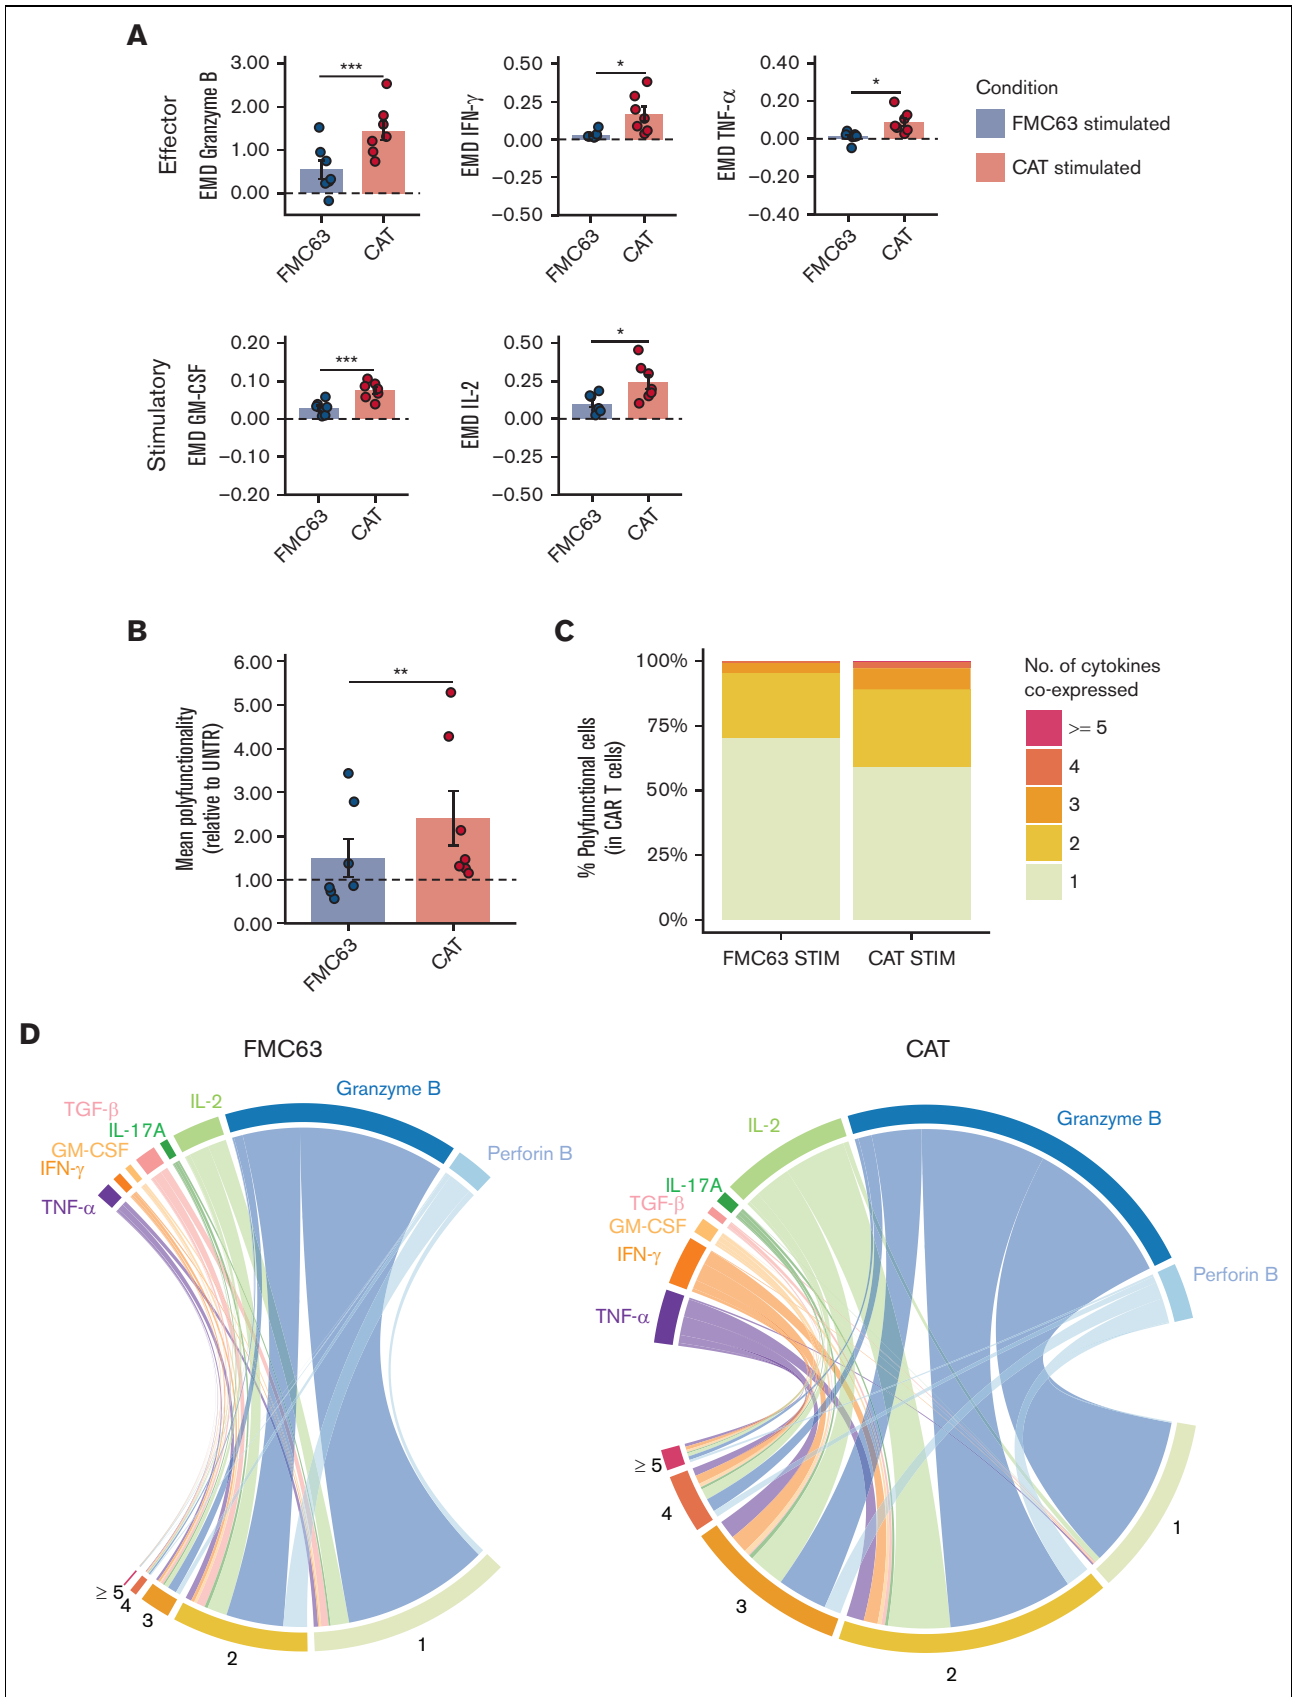 A
Effector
EMD Granzyme B
3.00
2.00
1.00
0.00
***
FMC63
CAT
EMD IFN-γ
0.50
0.25
0.00
−0.25
−0.50
*
FMC63
CAT
EMD TNF-α
0.40
0.20
0.00
−0.20
−0.40
*
FMC63
CAT
Condition
FMC63 stimulated
CAT stimulated
Stimulatory
EMD GM-CSF
0.20
0.10
0.00
−0.10
−0.20
***
FMC63
CAT
EMD IL-2
0.50
0.25
0.00
−0.25
−0.50
*
FMC63
CAT
B
Mean polyfunctionality
(relative to UNTR)
6.00
5.00
4.00
3.00
2.00
1.00
0.00
**
FMC63
CAT
C
% Polyfunctional cells
(in CAR T cells)
100%
75%
50%
25%
0%
FMC63 STIM
CAT STIM
No. of cytokines
co-expressed
>= 5
4
3
2
1
D
FMC63
Granzyme B
IL-2
TGF-β
IL-17A
GM-CSF
IFN-γ
TNF-α
Perforin B
≥ 5
4
3
2
1
CAT
Granzyme B
IL-2
IL-17A
TGF-β
GM-CSF
IFN-γ
TNF-α
Perforin B
≥ 5
4
3
2
1